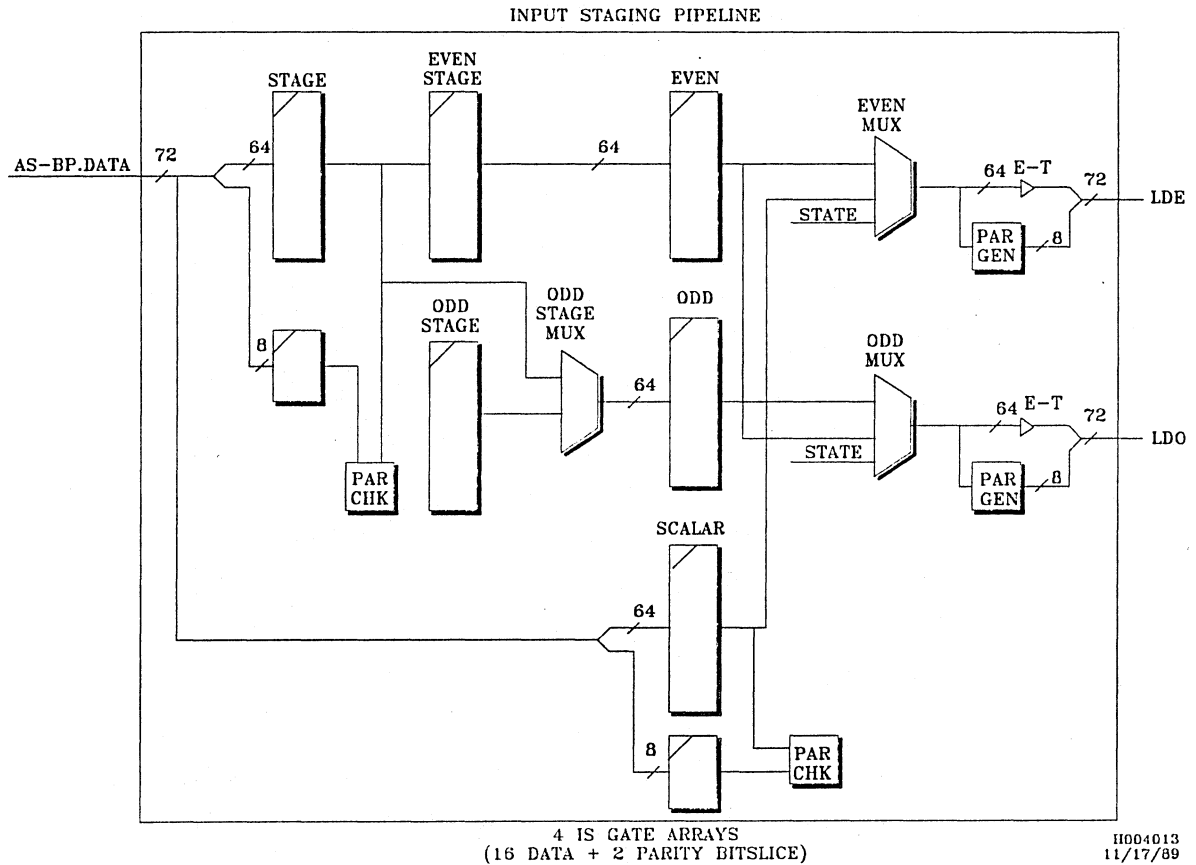 INPUT STAGING PIPELINE
STAGE
EVEN
STAGE
EVEN
EVEN
MUX
AS-BP.DATA
72
64
64
64
E-T
72
LDE
STATE
PAR
GEN
8
ODD
STAGE
ODD
STAGE
MUX
ODD
ODD
MUX
8
64
64
E-T
72
LDO
STATE
PAR
GEN
8
PAR
CHK
SCALAR
64
8
PAR
CHK
4 IS GATE ARRAYS
(16 DATA + 2 PARITY BITSLICE)
H004013
11/17/89